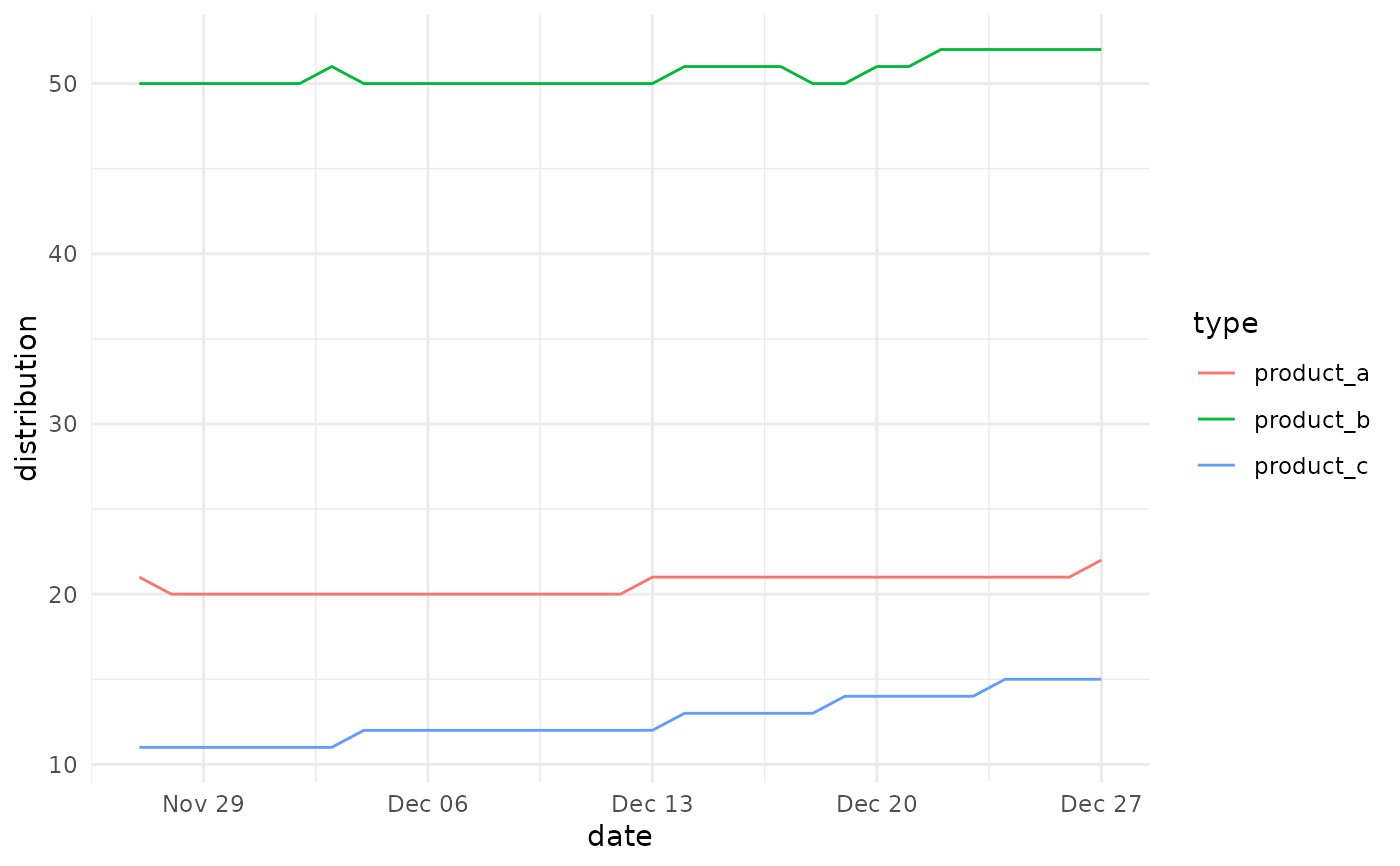 50
40
30
20
10
distribution
Nov 29
Dec 06
Dec 13
Dec 20
Dec 27
date
type
product_a
product_b
product_c